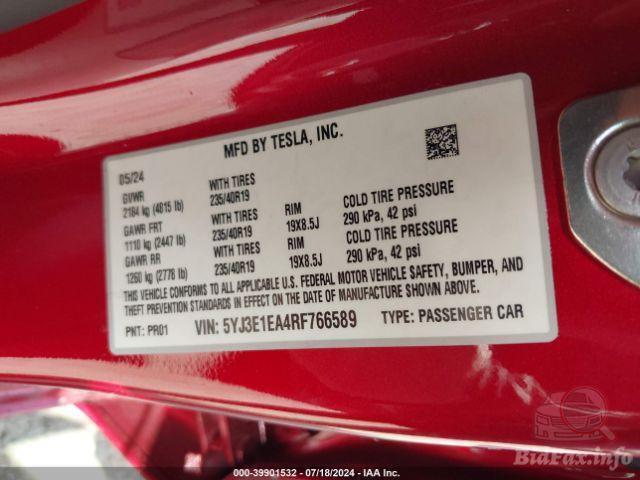 MFD BY TESLA, INC.
05/24
GVWR WITH TIRES
2184 kg (4815 lb) 235/40R19 RIM COLD TIRE PRESSURE
GAWR FRT WITH TIRES 19X8.5J 290 kPa, 42 psi
1110 kg (2447 lb) 235/40R19 RIM COLD TIRE PRESSURE
GAWR RR WITH TIRES 19X8.5J 290 kPa, 42 psi
1260 kg (2778 lb) 235/40R19
THIS VEHICLE CONFORMS TO ALL APPLICABLE U.S. FEDERAL MOTOR VEHICLE SAFETY, BUMPER, AND
THEFT PREVENTION STANDARDS IN EFFECT ON THE DATE OF MANUFACTURE SHOWN ABOVE.
PNT: PR01 VIN: 5YJ3E1EA4RF766589 TYPE: PASSENGER CAR
BidFax.info
000-39901532 - 07/18/2024 - IAA Inc.